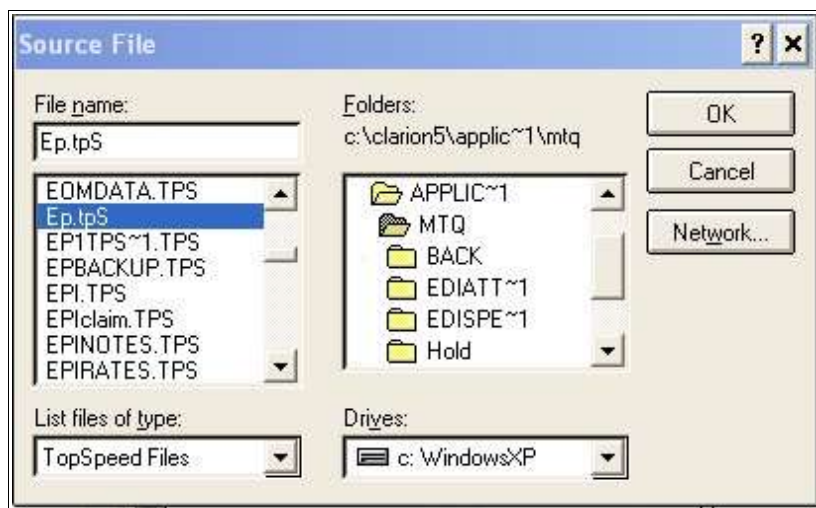 Source File
File name:
Ep.tpS
EOMDATA.TPS
Ep.tpS
EP1TPS~1.TPS
EPBACKUP.TPS
EPI.TPS
EPIclaim.TPS
EPINOTES.TPS
EPIRATES.TPS
List files of type:
TopSpeed Files
Folders:
c:\clarion5\applic~1\mtq
APPLIC~1
MTQ
BACK
EDIATT~1
EDISPE~1
Hold
Drives:
c: WindowsXP
OK
Cancel
Network...